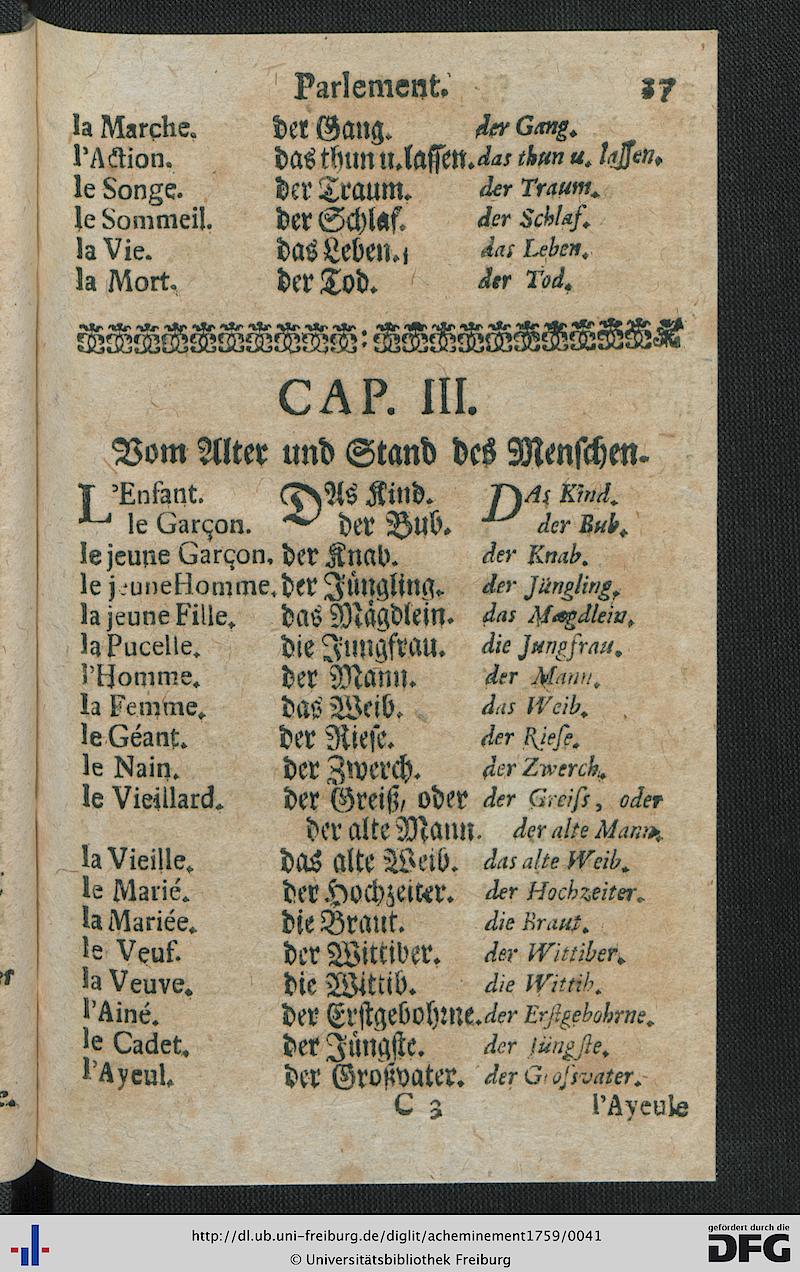 Parlement. 37
la Marche. der Gang. der Gang.
l'Action. das thun u. lassen. das thun u. laſſen.
le Songe. der Traum. der Traum.
le Sommeil. der Schlaf. der Schlaf.
la Vie. das Leben. das Leben.
la Mort. der Tod. der Tod.
CAP. III.
Vom Alter und Stand des Menschen.
L'Enfant. DAs Kind. DAs Kind.
le Garçon. der Bub. der Bub.
le jeune Garçon. der Knab. der Knab.
le jeune Homme. der Jüngling. der Jüngling.
la jeune Fille. das Mägdlein. das Mægdlein.
la Pucelle. die Jungfrau. die Jungfrau.
l'Homme. der Mann. der Mann.
la Femme. das Weib. das Weib.
le Géant. der Riese. der Rieſe.
le Nain. der Zwerch. der Zwerch.
le Vieillard. der Greiß, oder der Greiſs, oder
der alte Mann. der alte Mann.
la Vieille. das alte Weib. das alte Weib.
le Marié. der Hochzeiter. der Hochzeiter.
la Mariée. die Braut. die Braut.
le Veuf. der Wittiber. der Wittiber.
la Veuve. die Wittib. die Wittib.
l'Ainé. der Erstgebohrne. der Erſtgebohrne.
le Cadet. der Jüngste. der Jüngſte.
l'Ayeul. der Großvater. der Groſsvater.
C 3 l'Ayeule
http://dl.ub.uni-freiburg.de/diglit/acheminement1759/0041
© Universitätsbibliothek Freiburg
gefördert durch die
DFG